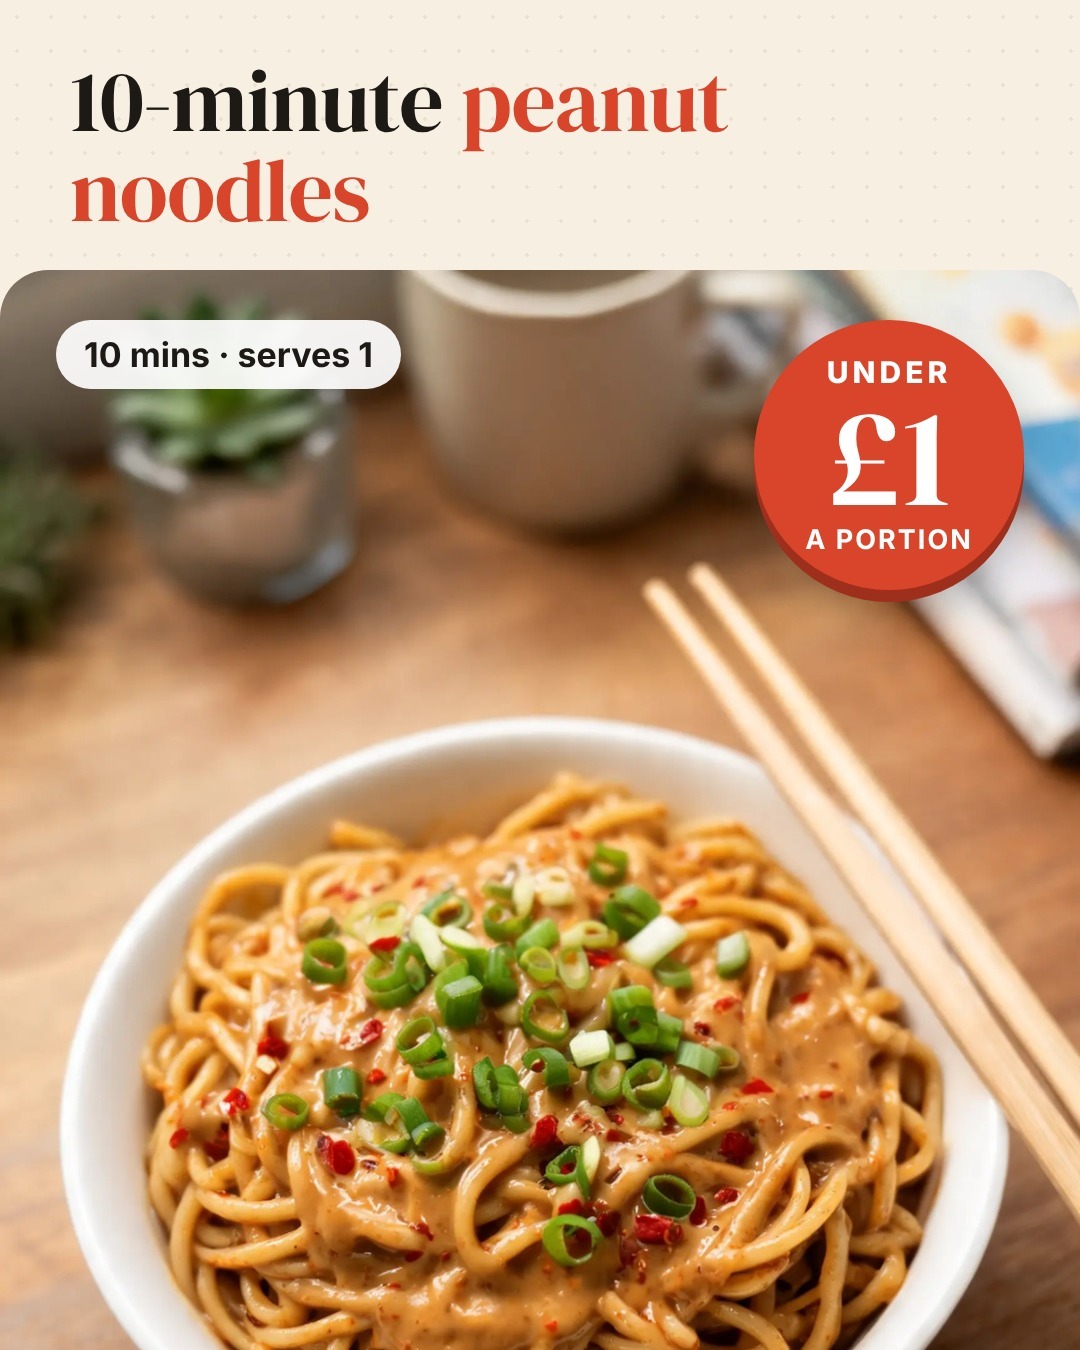 10-minute peanut
noodles
10 mins · serves 1
UNDER
£1
A PORTION